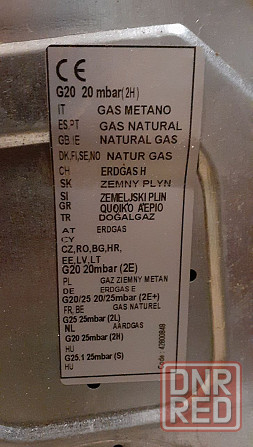 CE
G20 20 mbar(2H)
IT GAS METANO
ES,PT GAS NATURAL
GB IE NATURAL GAS
DK,FI,SE,NO NATUR GAS
CH ERDGAS H
SK ZEMNY PLYN
SI ZEMELJSKI PLIN
GR QUOIKO A'EPIO
TR DOĞALGAZ
AT ERDGAS
CY
CZ,RO,BG,HR,
EE,LV,LT
G20 20mbar (2E)
PL GAZ ZIEMNY METAN
DE ERDGAS E
G20/25 20/25mbar (2E+)
FR, BE GAS NATUREL
G25 25mbar (2L)
NL AARDGAS
G20 25mbar (2H)
HU
G25.1 25mbar (S)
HU
Code: 42800849
DNR
RED